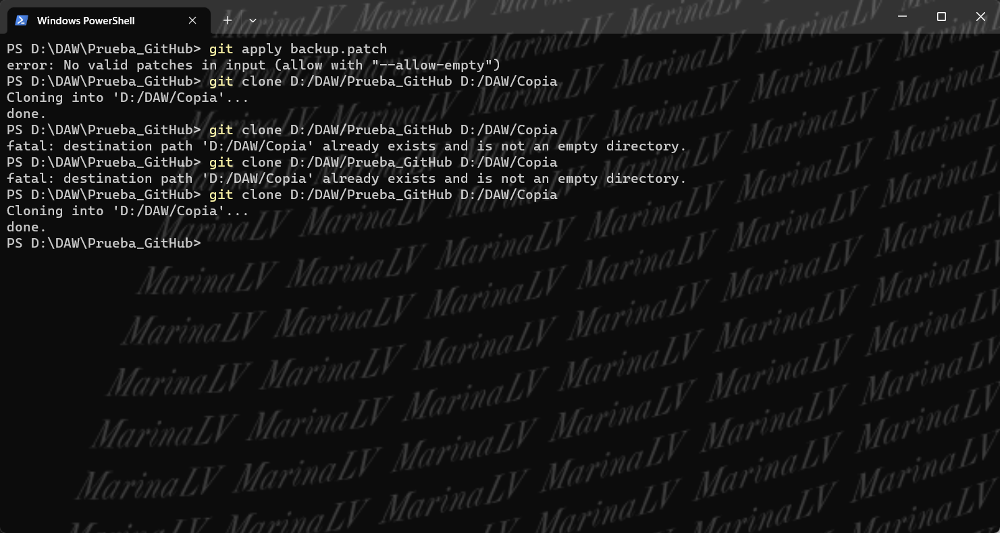 Windows PowerShell
PS D:\DAW\Prueba_GitHub> git apply backup.patch
error: No valid patches in input (allow with "--allow-empty")
PS D:\DAW\Prueba_GitHub> git clone D:/DAW/Prueba_GitHub D:/DAW/Copia
Cloning into 'D:/DAW/Copia'...
done.
PS D:\DAW\Prueba_GitHub> git clone D:/DAW/Prueba_GitHub D:/DAW/Copia
fatal: destination path 'D:/DAW/Copia' already exists and is not an empty directory.
PS D:\DAW\Prueba_GitHub> git clone D:/DAW/Prueba_GitHub D:/DAW/Copia
fatal: destination path 'D:/DAW/Copia' already exists and is not an empty directory.
PS D:\DAW\Prueba_GitHub> git clone D:/DAW/Prueba_GitHub D:/DAW/Copia
Cloning into 'D:/DAW/Copia'...
done.
PS D:\DAW\Prueba_GitHub>
MarinaLV